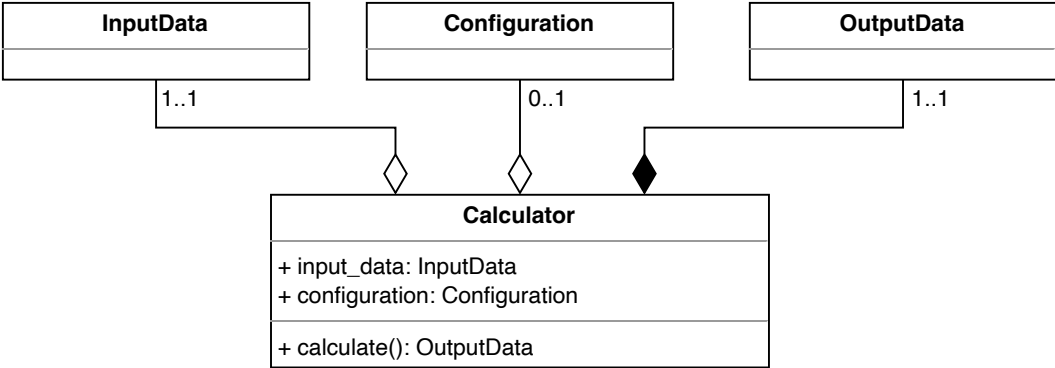 InputData
Configuration
OutputData
1..1
0..1
1..1
Calculator
+ input_data: InputData
+ configuration: Configuration
+ calculate(): OutputData